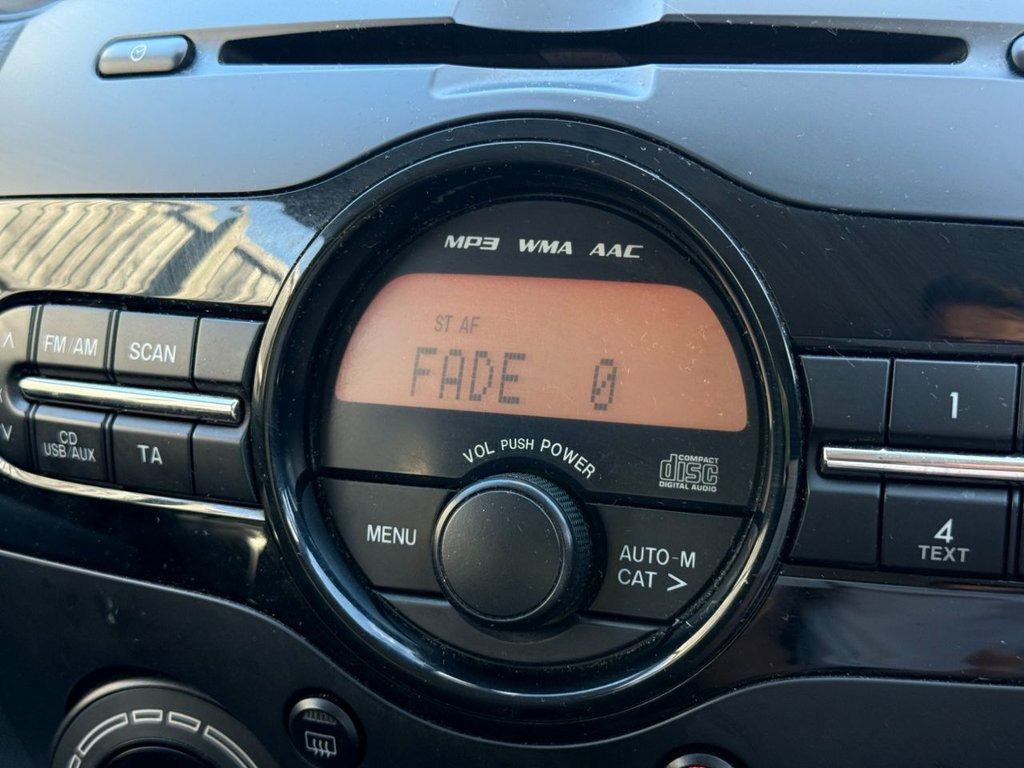 MP3 WMA AAC
ST AF
FADE 0
FM/AM
SCAN
CD
USB/AUX
TA
VOL PUSH POWER
COMPACT
disc
DIGITAL AUDIO
MENU
AUTO-M
CAT >
1
4
TEXT